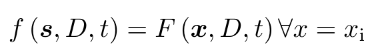 f (s, D, t) = F (x, D, t) ∀x = xᵢ